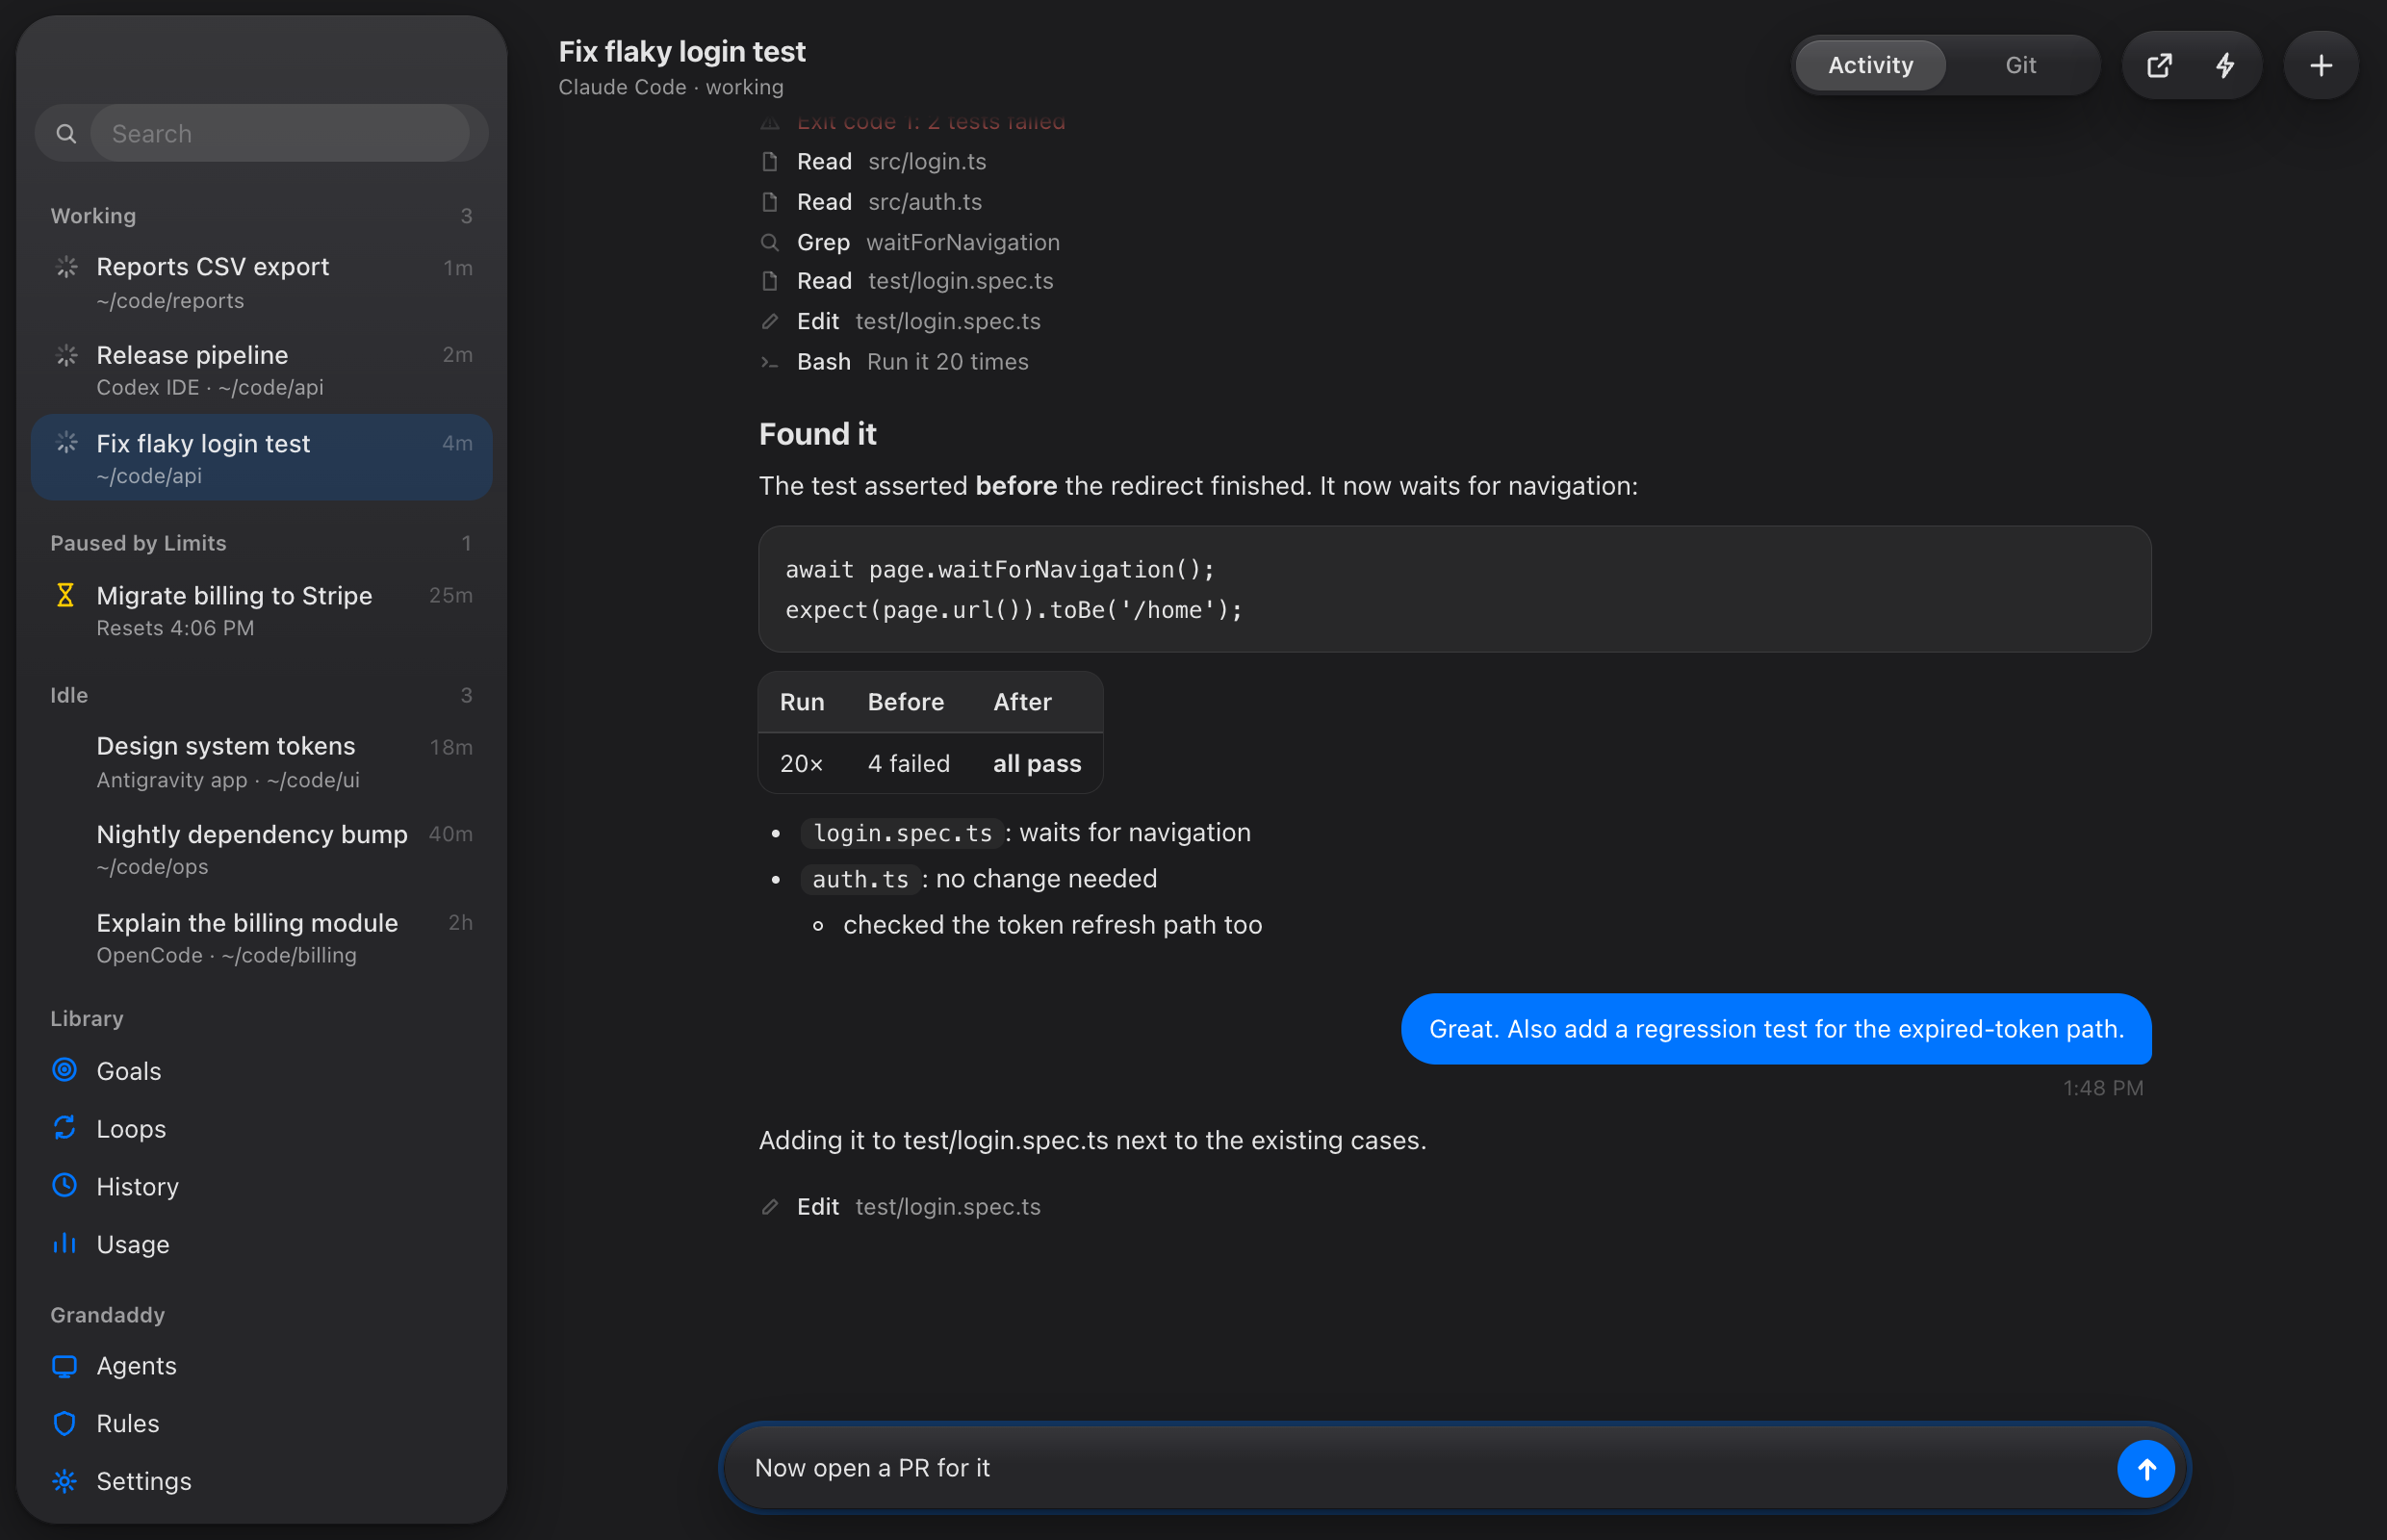 Search
Working 3
Reports CSV export 1m
~/code/reports
Release pipeline 2m
Codex IDE · ~/code/api
Fix flaky login test 4m
~/code/api
Paused by Limits 1
Migrate billing to Stripe 25m
Resets 4:06 PM
Idle 3
Design system tokens 18m
Antigravity app · ~/code/ui
Nightly dependency bump 40m
~/code/ops
Explain the billing module 2h
OpenCode · ~/code/billing
Library
Goals
Loops
History
Usage
Grandaddy
Agents
Rules
Settings
Fix flaky login test
Claude Code · working
Activity Git
Exit code 1: 2 tests failed
Read src/login.ts
Read src/auth.ts
Grep waitForNavigation
Read test/login.spec.ts
Edit test/login.spec.ts
Bash Run it 20 times
Found it
The test asserted before the redirect finished. It now waits for navigation:
await page.waitForNavigation();
expect(page.url()).toBe('/home');
Run Before After
20× 4 failed all pass
• login.spec.ts: waits for navigation
• auth.ts: no change needed
◦ checked the token refresh path too
Great. Also add a regression test for the expired-token path.
1:48 PM
Adding it to test/login.spec.ts next to the existing cases.
Edit test/login.spec.ts
Now open a PR for it